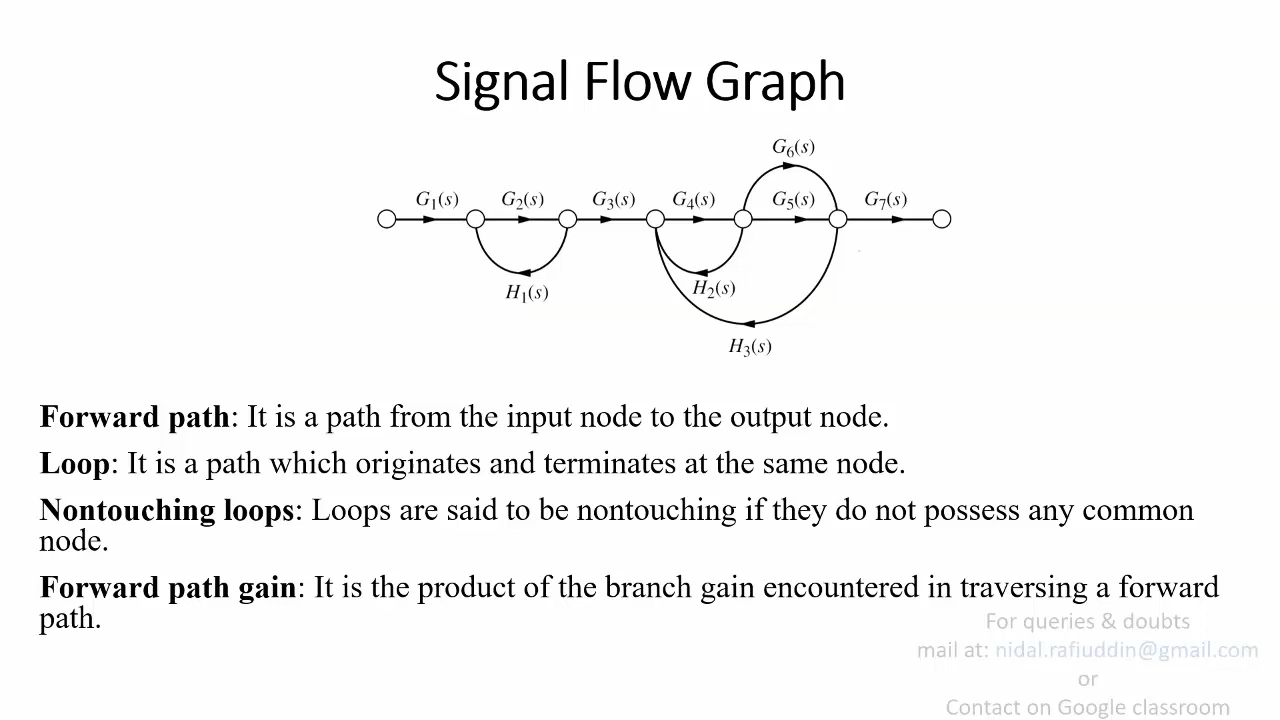 Signal Flow Graph
G₆(s)
G₁(s) G₂(s) G₃(s) G₄(s) G₅(s) G₇(s)
H₁(s) H₂(s)
H₃(s)
Forward path: It is a path from the input node to the output node.
Loop: It is a path which originates and terminates at the same node.
Nontouching loops: Loops are said to be nontouching if they do not possess any common
node.
Forward path gain: It is the product of the branch gain encountered in traversing a forward
path.
For queries & doubts
mail at: nidal.rafiuddin@gmail.com
or
Contact on Google classroom